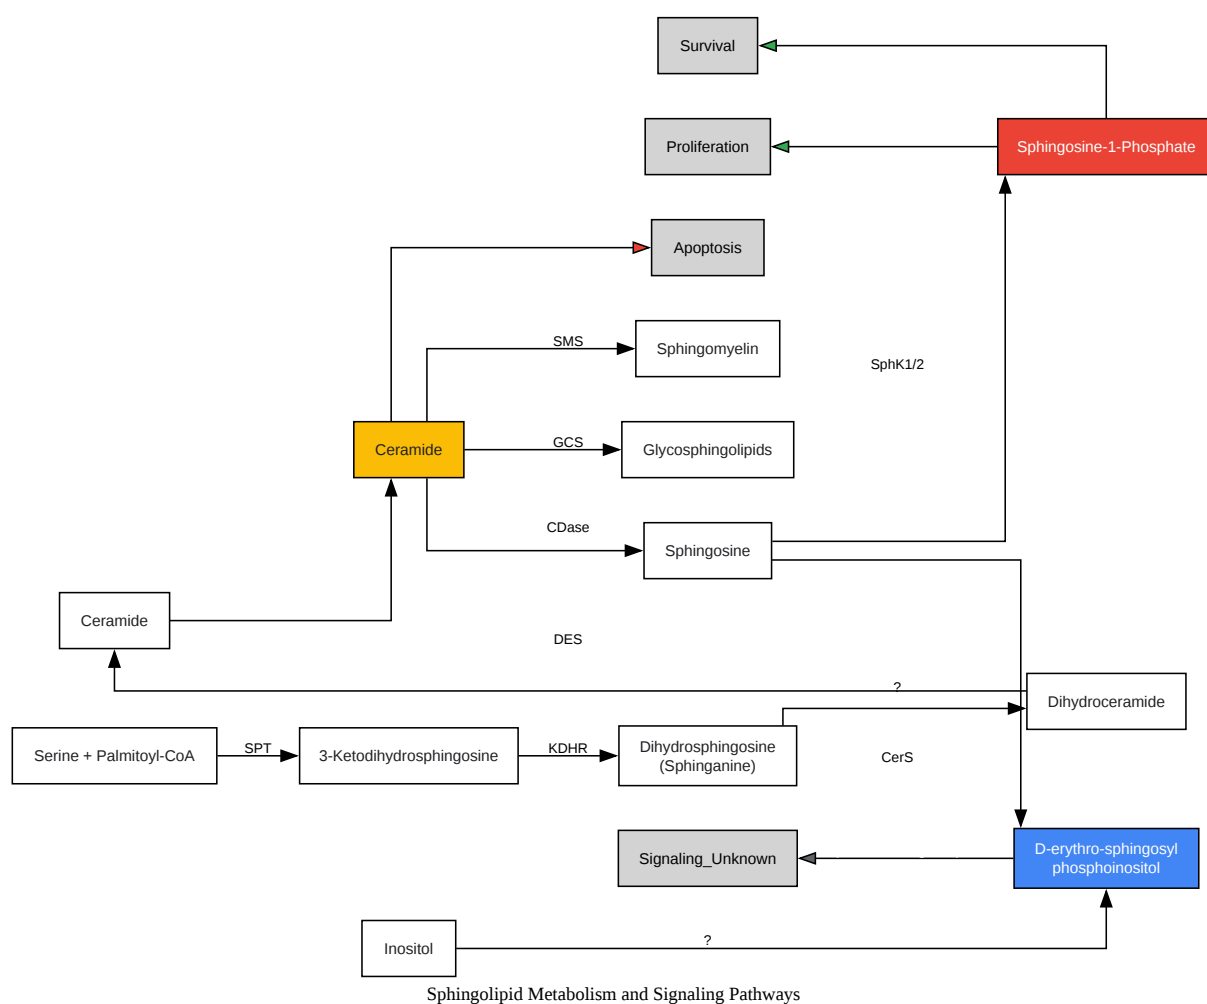 Survival
Proliferation
Sphingosine-1-Phosphate
Apoptosis
SMS
Sphingomyelin
SphK1/2
Ceramide
GCS
Glycosphingolipids
CDase
Sphingosine
Ceramide
DES
?
Dihydroceramide
Serine + Palmitoyl-CoA
SPT
3-Ketodihydrosphingosine
KDHR
Dihydrosphingosine
(Sphinganine)
CerS
Signaling_Unknown
D-erythro-sphingosyl
phosphoinositol
Inositol
?
Sphingolipid Metabolism and Signaling Pathways